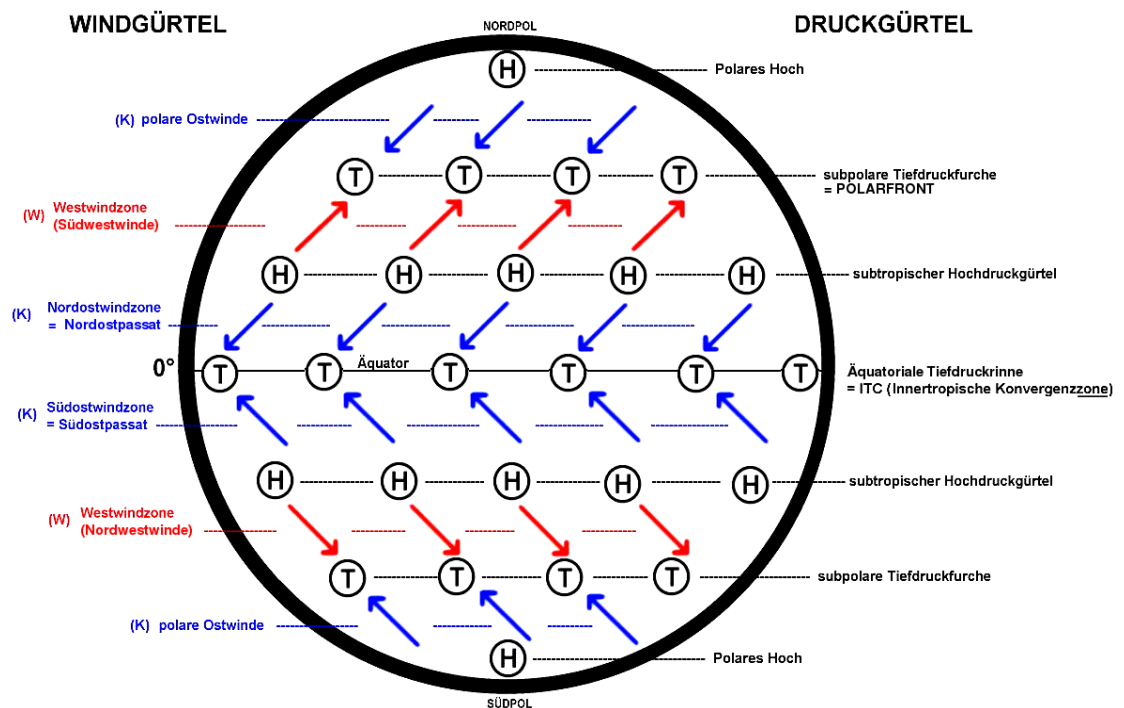 WINDGÜRTEL
NORDPOL
DRUCKGÜRTEL
H
Polares Hoch
(K) polare Ostwinde
T T T T
subpolare Tiefdruckfurche
= POLARFRONT
(W) Westwindzone
(Südwestwinde)
H H H H H
subtropischer Hochdruckgürtel
(K) Nordostwindzone
= Nordostpassat
0°
T T Äquator T T T T
Äquatoriale Tiefdruckrinne
= ITC (Innertropische Konvergenzzone)
(K) Südostwindzone
= Südostpassat
H H H H H
subtropischer Hochdruckgürtel
(W) Westwindzone
(Nordwestwinde)
T T T T
subpolare Tiefdruckfurche
(K) polare Ostwinde
H
Polares Hoch
SÜDPOL